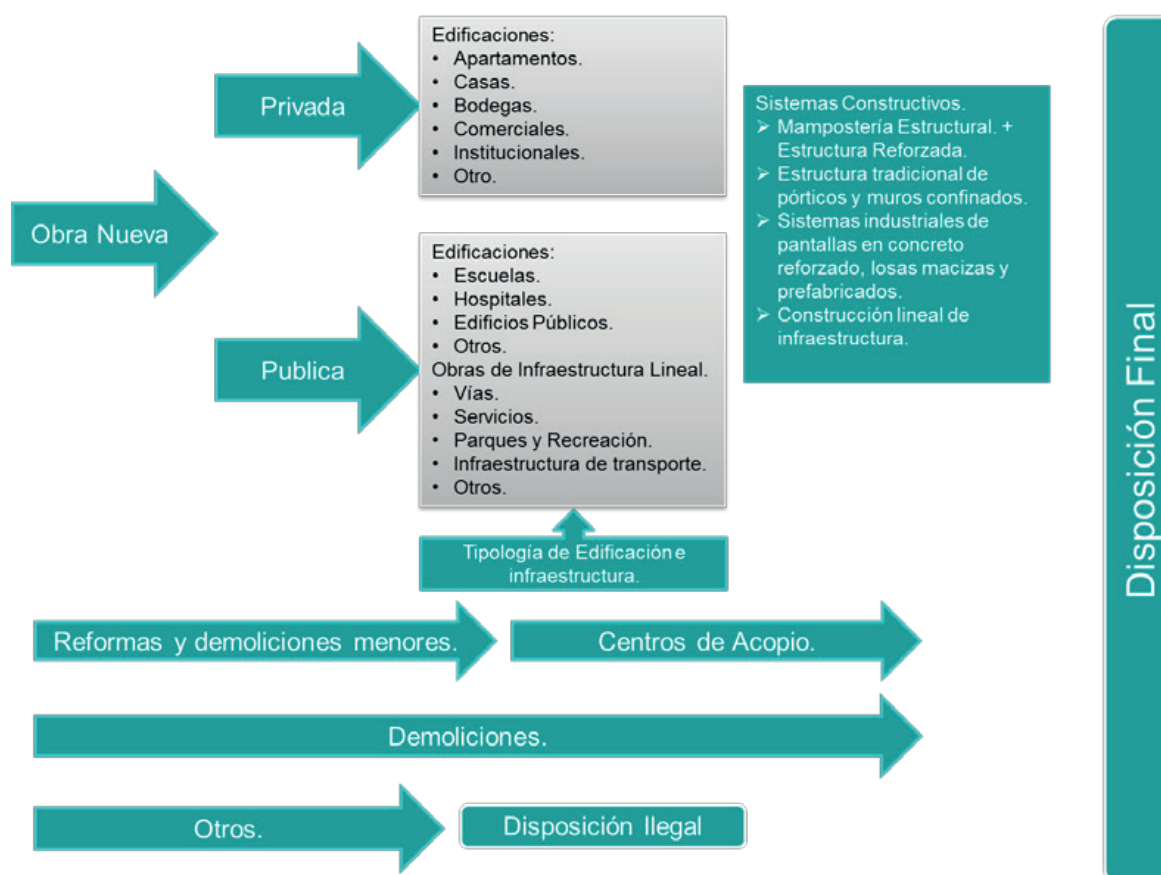 Obra Nueva
Privada
Edificaciones:
• Apartamentos.
• Casas.
• Bodegas.
• Comerciales.
• Institucionales.
• Otro.
Publica
Edificaciones:
• Escuelas.
• Hospitales.
• Edificios Públicos.
• Otros.
Obras de Infraestructura Lineal.
• Vías.
• Servicios.
• Parques y Recreación.
• Infraestructura de transporte.
• Otros.
Tipología de Edificación e
infraestructura.
Sistemas Constructivos.
➢ Mampostería Estructural. +
Estructura Reforzada.
➢ Estructura tradicional de
pórticos y muros confinados.
➢ Sistemas industriales de
pantallas en concreto
reforzado, losas macizas y
prefabricados.
➢ Construcción lineal de
infraestructura.
Reformas y demoliciones menores.
Centros de Acopio.
Demoliciones.
Otros.
Disposición Ilegal
Disposición Final